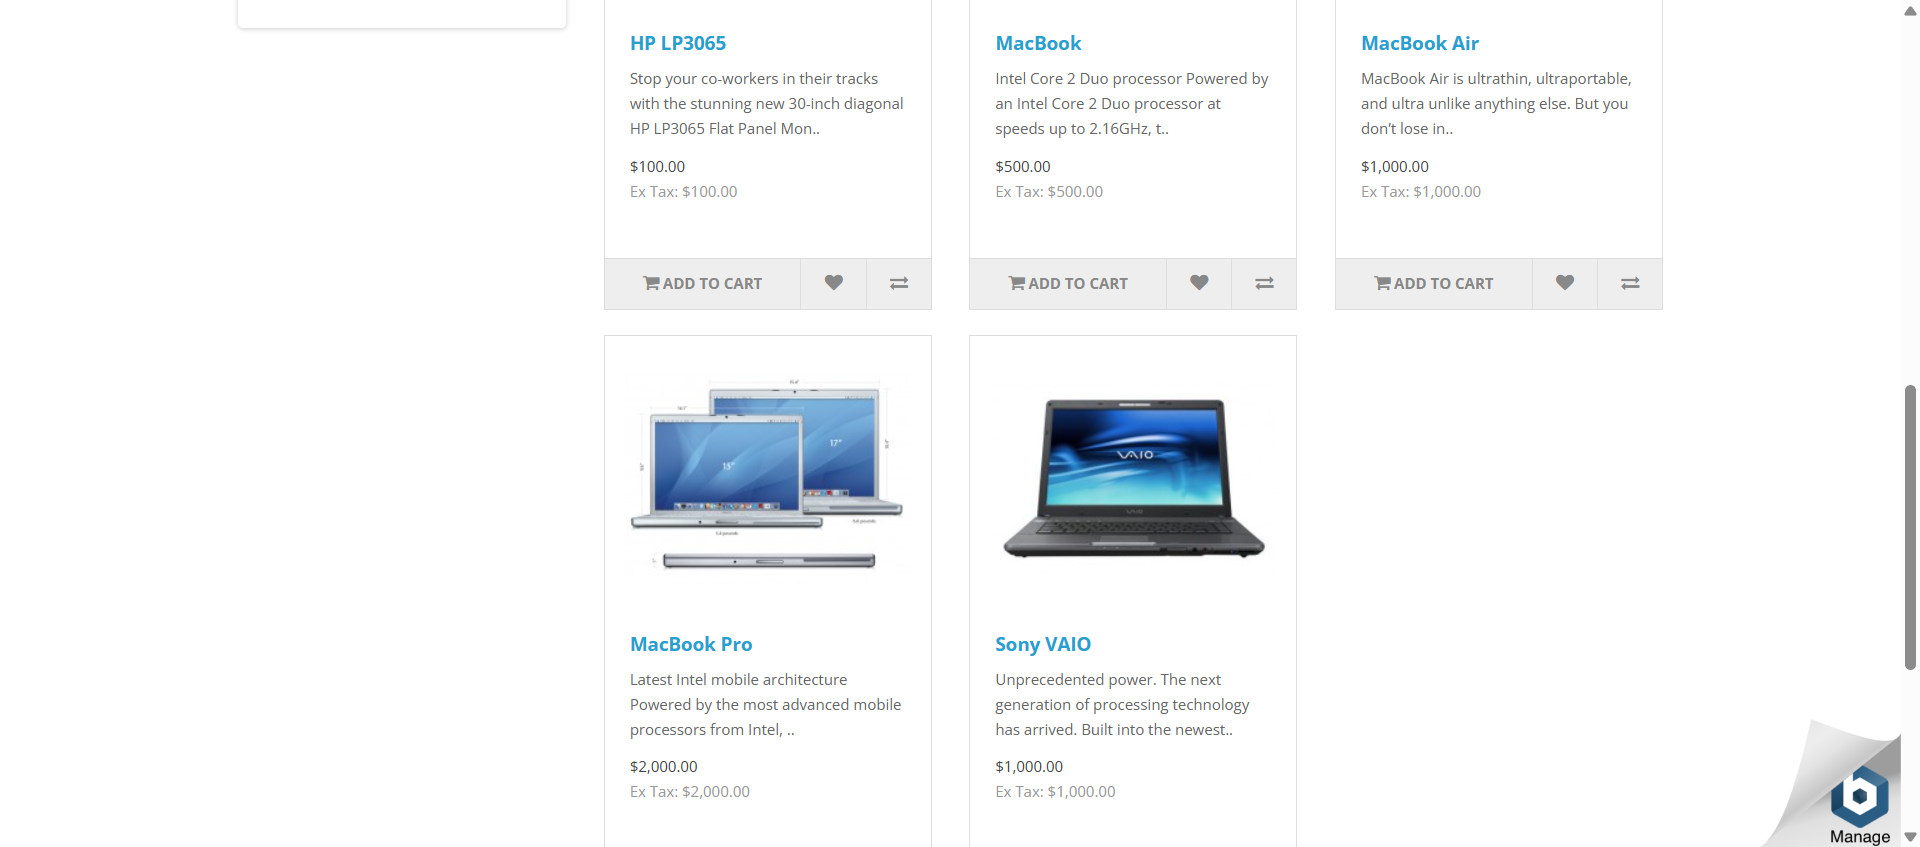 HP LP3065
Stop your co-workers in their tracks
with the stunning new 30-inch diagonal
HP LP3065 Flat Panel Mon..
$100.00
Ex Tax: $100.00
ADD TO CART
MacBook
Intel Core 2 Duo processor Powered by
an Intel Core 2 Duo processor at
speeds up to 2.16GHz, t..
$500.00
Ex Tax: $500.00
ADD TO CART
MacBook Air
MacBook Air is ultrathin, ultraportable,
and ultra unlike anything else. But you
don’t lose in..
$1,000.00
Ex Tax: $1,000.00
ADD TO CART
17"
15"
MacBook Pro
Latest Intel mobile architecture
Powered by the most advanced mobile
processors from Intel, ..
$2,000.00
Ex Tax: $2,000.00
VAIO
VAIO
Sony VAIO
Unprecedented power. The next
generation of processing technology
has arrived. Built into the newest..
$1,000.00
Ex Tax: $1,000.00
b
Manage